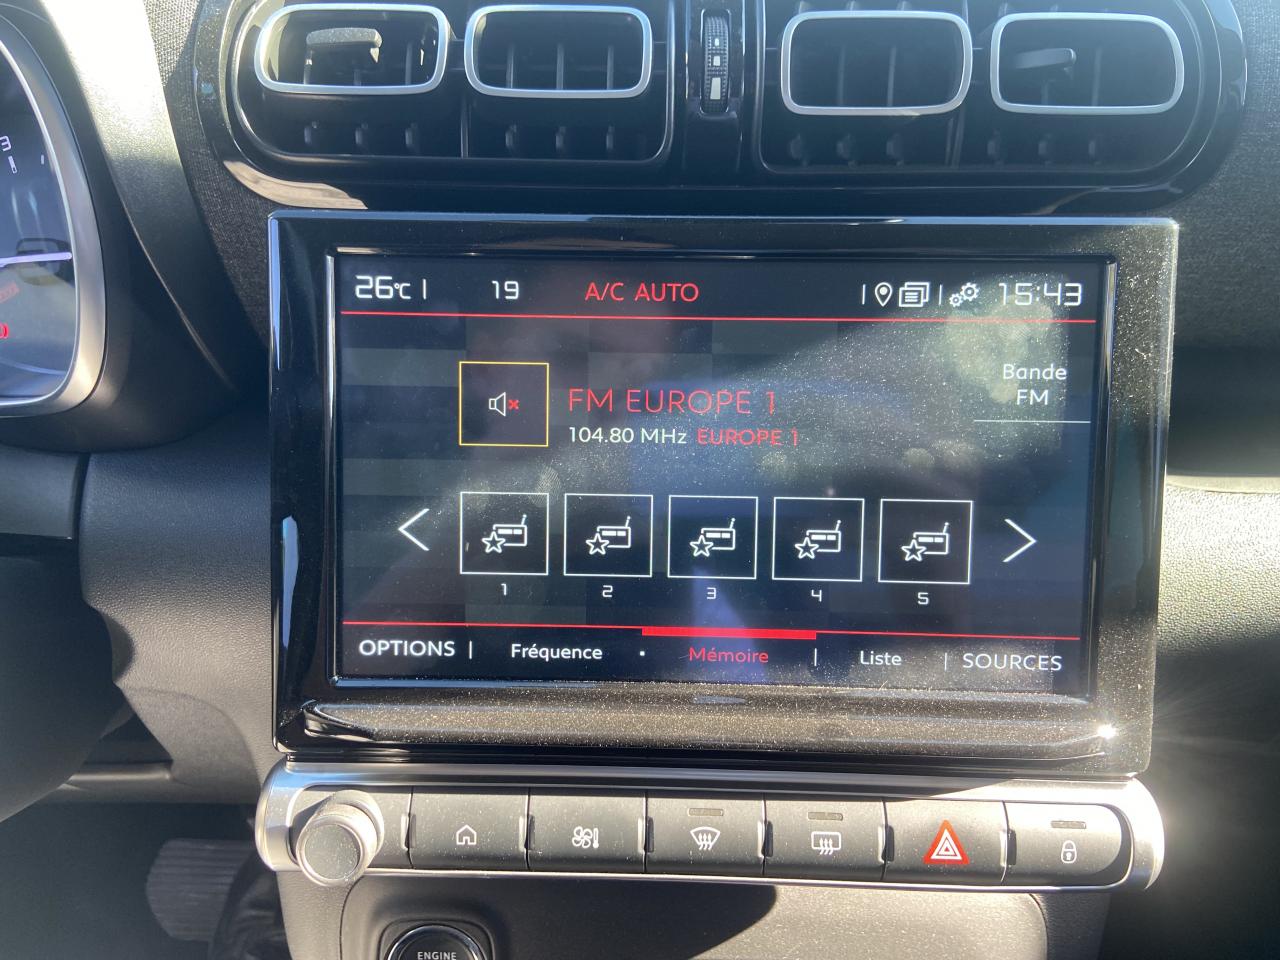 3
26°C 19 A/C AUTO 15:43
Bande
FM
FM EUROPE 1
104.80 MHz EUROPE 1
1 2 3 4 5
OPTIONS Fréquence Mémoire Liste SOURCES
ENGINE